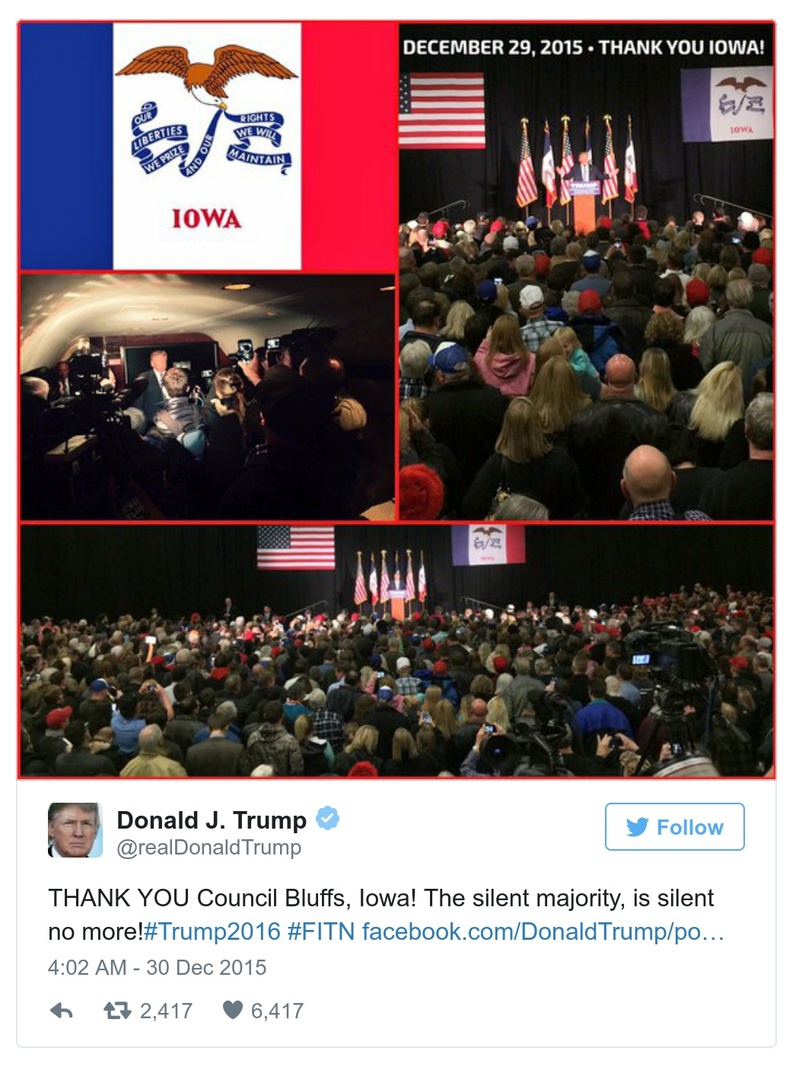 OUR
LIBERTIES
WE PRIZE
AND OUR
RIGHTS
WE WILL
MAINTAIN
IOWA
DECEMBER 29, 2015 • THANK YOU IOWA!
IOWA
TRUMP
Donald J. Trump
@realDonaldTrump
Follow
THANK YOU Council Bluffs, Iowa! The silent majority, is silent
no more!#Trump2016 #FITN facebook.com/DonaldTrump/po…
4:02 AM - 30 Dec 2015
2,417 6,417